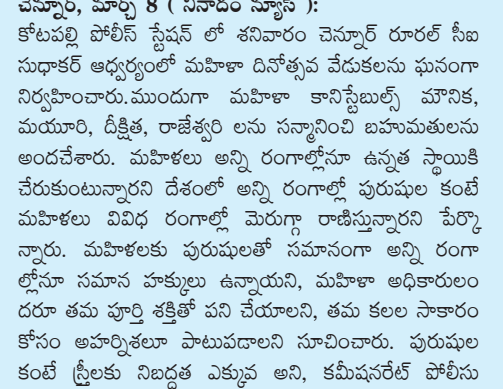 చెన్నూర్, మార్చి 8 ( నినాదం న్యూస్ ):
కోటపల్లి పోలీస్ స్టేషన్ లో శనివారం చెన్నూర్ రూరల్ సీఐ
సుధాకర్ ఆధ్వర్యంలో మహిళా దినోత్సవ వేడుకలను ఘనంగా
నిర్వహించారు.ముందుగా మహిళా కానిస్టేబుల్స్ మౌనిక,
మయూరి, దీక్షిత, రాజేశ్వరి లను సన్మానించి బహుమతులను
అందచేశారు. మహిళలు అన్ని రంగాల్లోనూ ఉన్నత స్థాయికి
చేరుకుంటున్నారని దేశంలో అన్ని రంగాల్లో పురుషుల కంటే
మహిళలు వివిధ రంగాల్లో మెరుగ్గా రాణిస్తున్నారని పేర్కొ
న్నారు. మహిళలకు పురుషులతో సమానంగా అన్ని రంగా
ల్లోనూ సమాన హక్కులు ఉన్నాయని, మహిళా అధికారులం
దరూ తమ పూర్తి శక్తితో పని చేయాలని, తమ కలల సాకారం
కోసం అహర్నిశలూ పాటుపడాలని సూచించారు. పురుషుల
కంటే స్త్రీలకు నిబద్ధత ఎక్కువ అని, కమీషనరేట్ పోలీసు